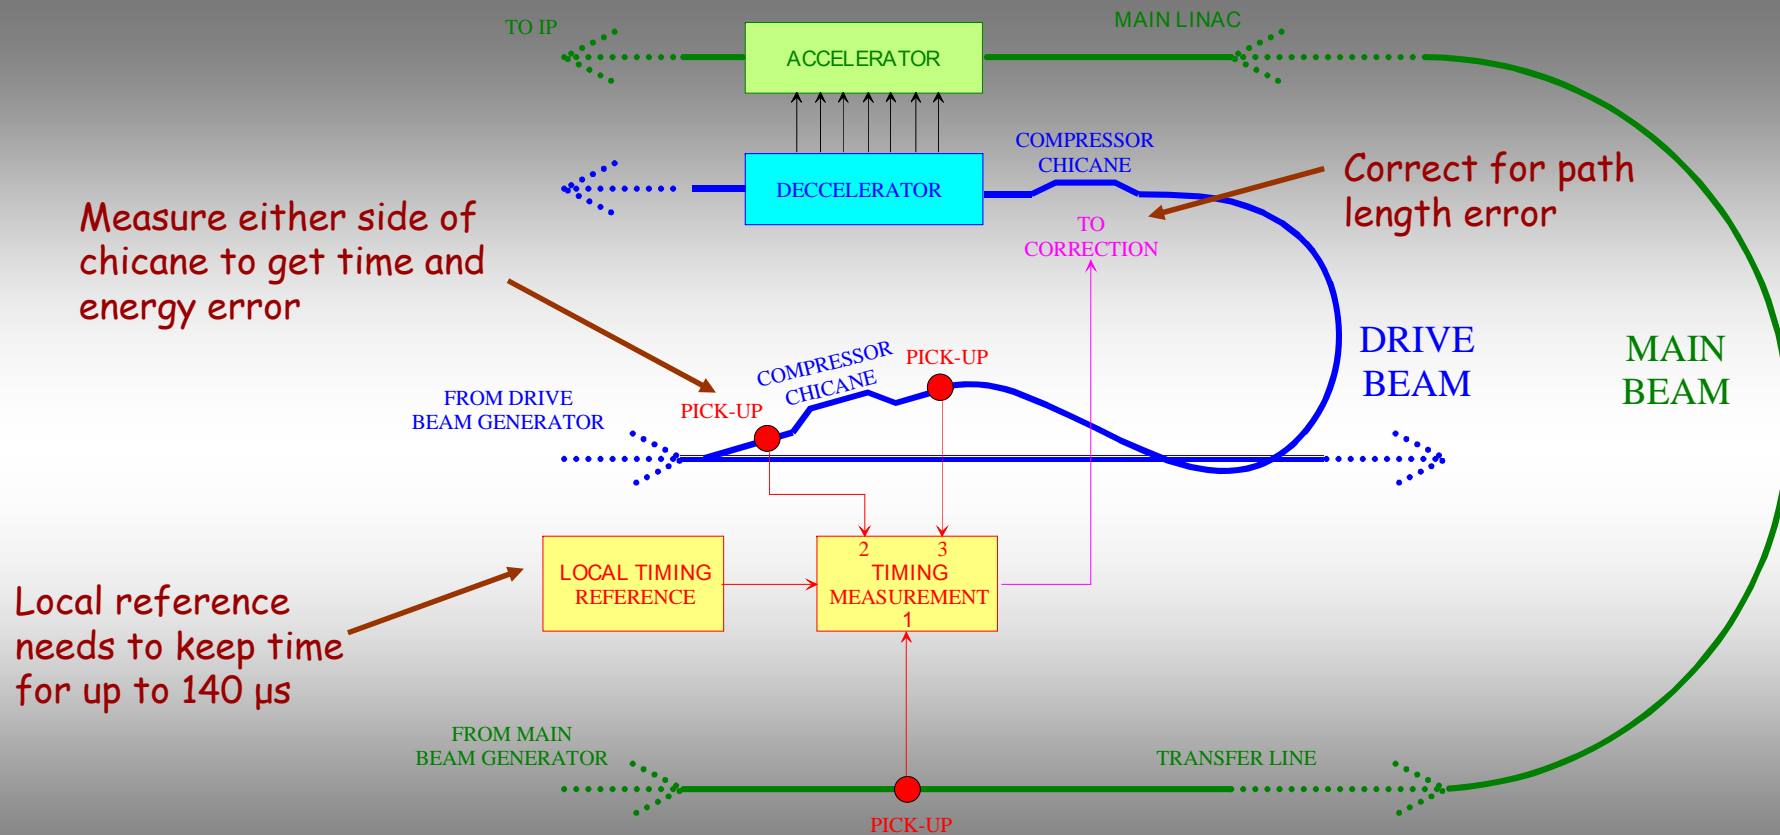 TO IP
MAIN LINAC
ACCELERATOR
COMPRESSOR
CHICANE
DECCELERATOR
Correct for path
length error
TO
CORRECTION
Measure either side of
chicane to get time and
energy error
DRIVE
BEAM
MAIN
BEAM
COMPRESSOR
CHICANE
PICK-UP
PICK-UP
FROM DRIVE
BEAM GENERATOR
2
3
LOCAL TIMING
REFERENCE
TIMING
MEASUREMENT
1
Local reference
needs to keep time
for up to 140 μs
FROM MAIN
BEAM GENERATOR
TRANSFER LINE
PICK-UP